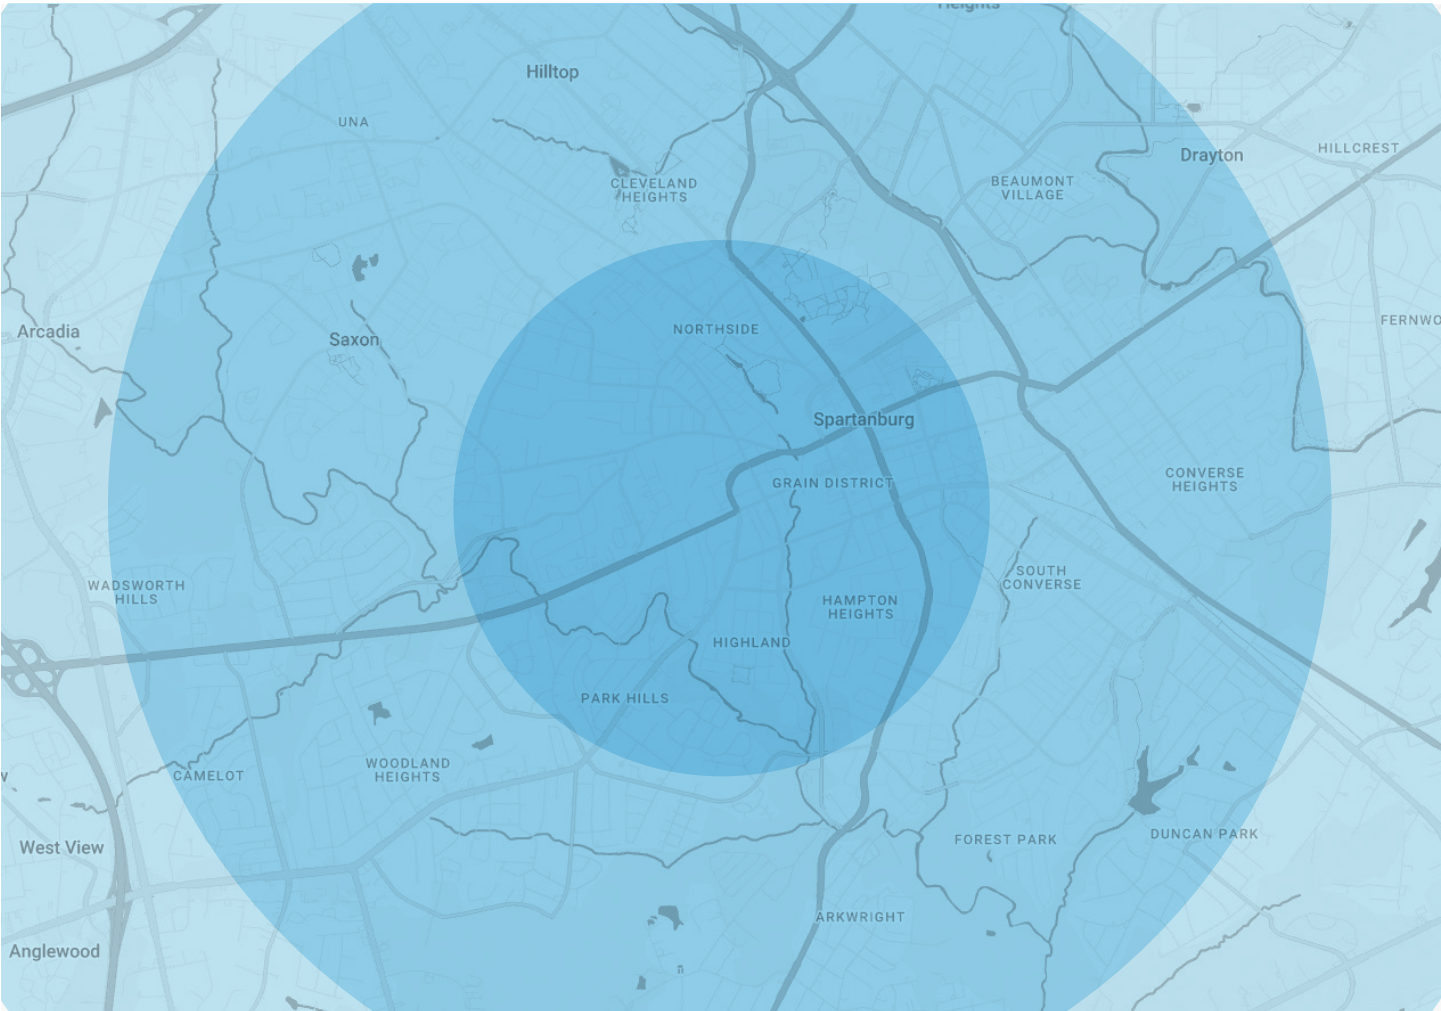 Heights
Hilltop
UNA
Drayton
HILLCREST
CLEVELAND
HEIGHTS
BEAUMONT
VILLAGE
Arcadia
Saxon
NORTHSIDE
FERNWO
Spartanburg
GRAIN DISTRICT
CONVERSE
HEIGHTS
WADSWORTH
HILLS
SOUTH
CONVERSE
HAMPTON
HEIGHTS
HIGHLAND
PARK HILLS
WOODLAND
HEIGHTS
CAMELOT
w
West View
FOREST PARK
DUNCAN PARK
ARKWRIGHT
Anglewood